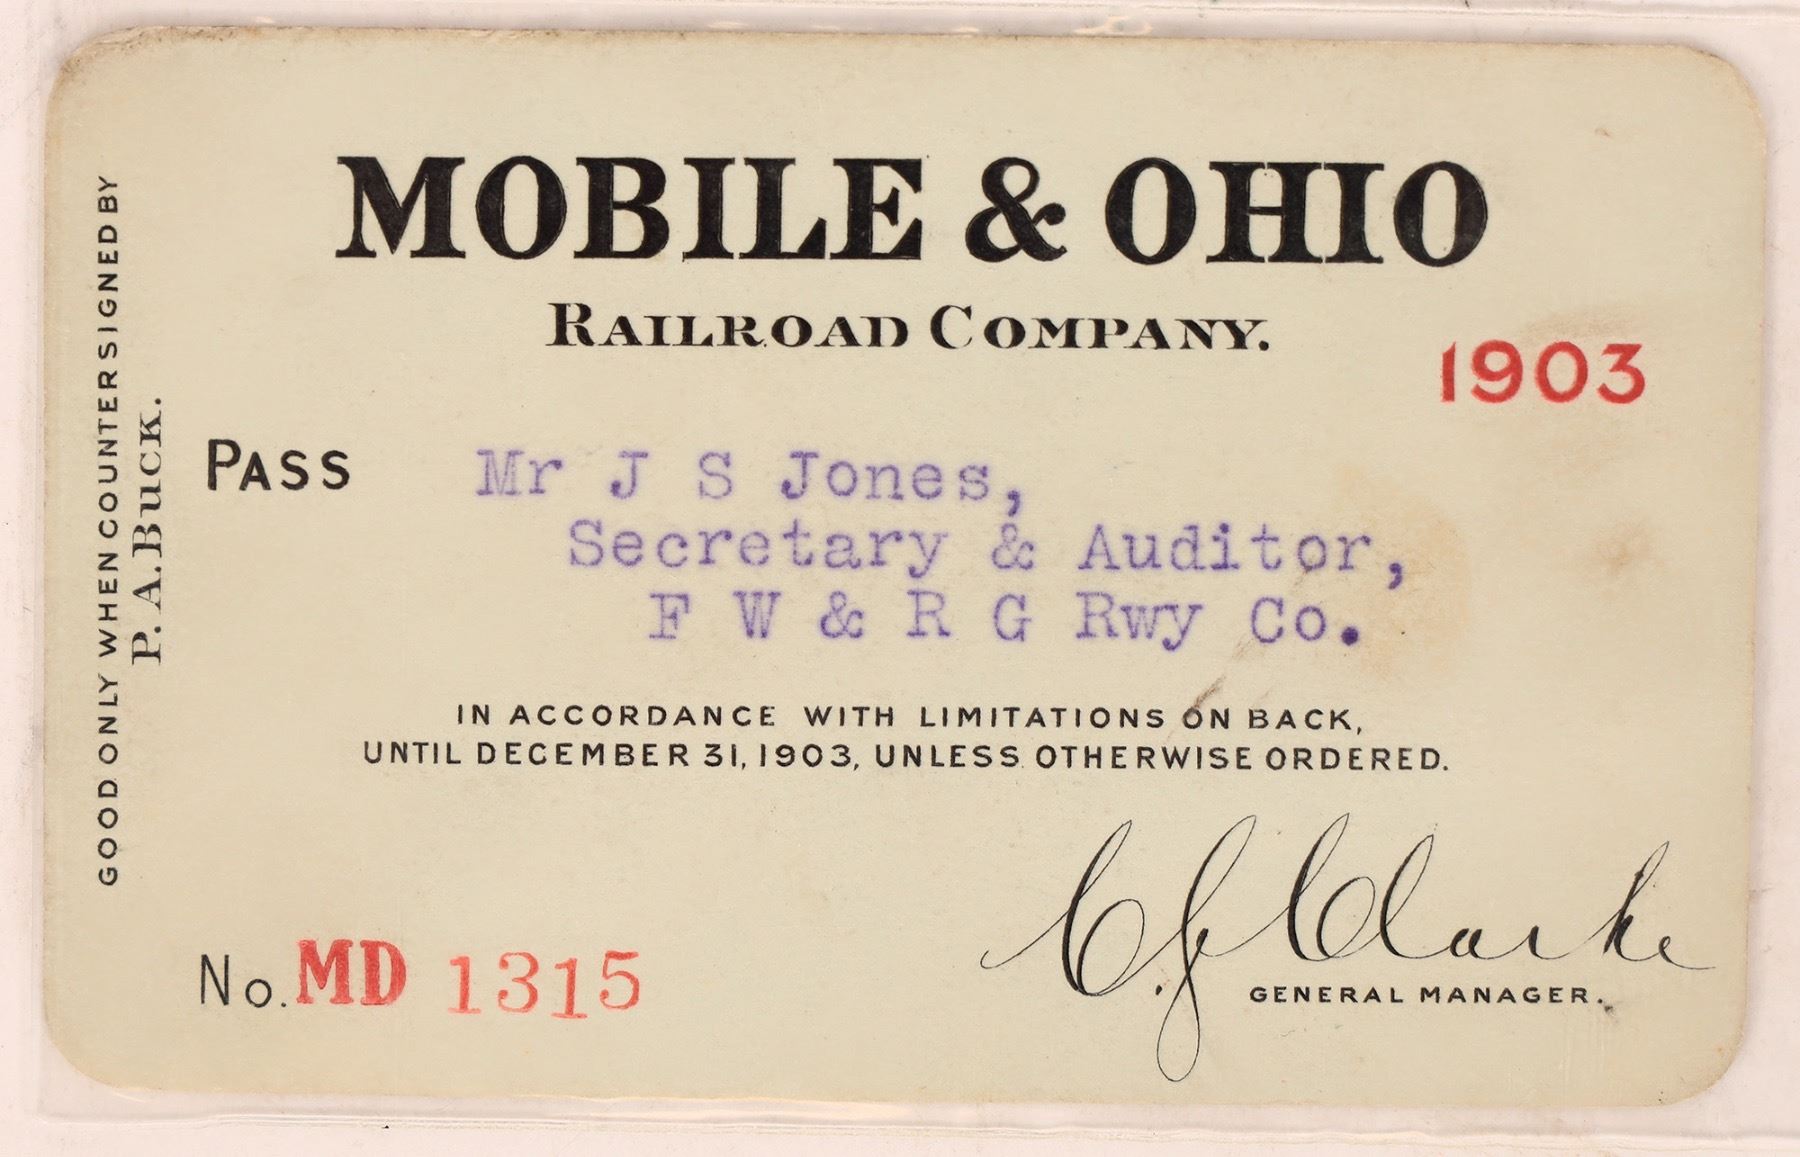 MOBILE & OHIO
RAILROAD COMPANY.
1903
PASS Mr J S Jones,
Secretary & Auditor,
F W & R G Rwy Co.
IN ACCORDANCE WITH LIMITATIONS ON BACK,
UNTIL DECEMBER 31, 1903, UNLESS OTHERWISE ORDERED.
C. J. Clarke
GENERAL MANAGER.
No. MD 1315
GOOD ONLY WHEN COUNTERSIGNED BY
P. A. BUCK.